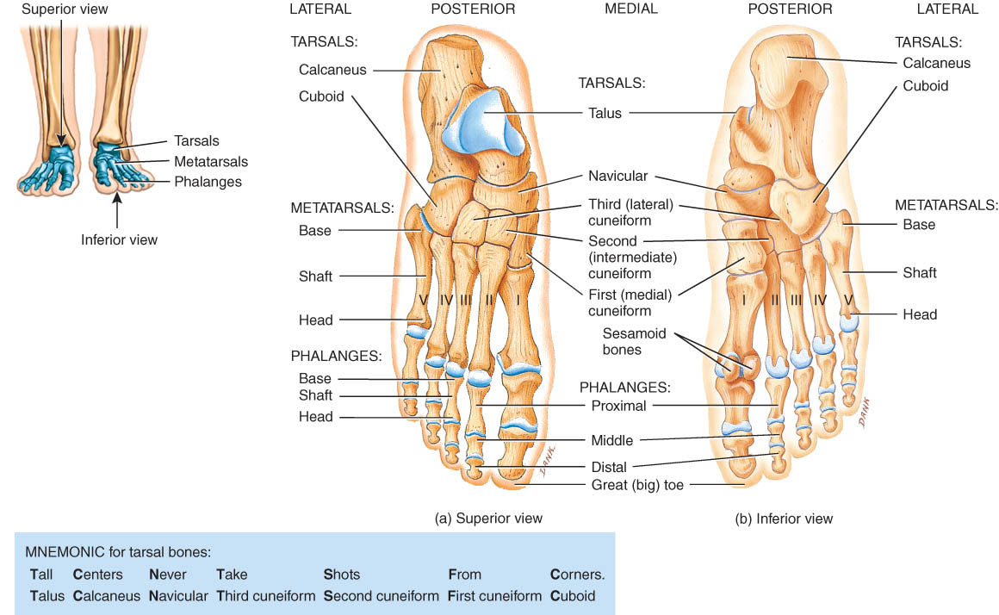 Superior view
Tarsals
Metatarsals
Phalanges
Inferior view
LATERAL POSTERIOR MEDIAL POSTERIOR LATERAL
TARSALS:
Calcaneus
Cuboid
METATARSALS:
Base
Shaft
Head
PHALANGES:
Base
Shaft
Head
V IV III II I
DANK
TARSALS:
Talus
Navicular
Third (lateral)
cuneiform
Second
(intermediate)
cuneiform
First (medial)
cuneiform
Sesamoid
bones
PHALANGES:
Proximal
Middle
Distal
Great (big) toe
I II III IV V
DANK
TARSALS:
Calcaneus
Cuboid
METATARSALS:
Base
Shaft
Head
(a) Superior view
(b) Inferior view
MNEMONIC for tarsal bones:
Tall Centers Never Take Shots From Corners.
Talus Calcaneus Navicular Third cuneiform Second cuneiform First cuneiform Cuboid